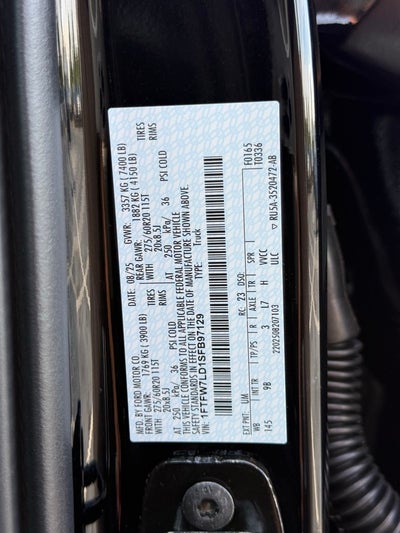 MFD. BY FORD MOTOR CO.
DATE: 08/25 GVWR: 3357 KG ( 7400 LB)
FRONT GAWR: 1769 KG ( 3900 LB) REAR GAWR: 1882 KG ( 4150 LB)
WITH 275/60R20 115T TIRES WITH 275/60R20 115T TIRES
20x8.5J RIMS 20x8.5J RIMS
AT 250 kPa/ 36 PSI COLD AT 250 kPa/ 36 PSI COLD
THIS VEHICLE CONFORMS TO ALL APPLICABLE FEDERAL MOTOR VEHICLE
SAFETY STANDARDS IN EFFECT ON THE DATE OF MANUFACTURE SHOWN ABOVE.
VIN: 1FTFW7LD1SFB97129 TYPE: Truck
F0165
T0336
EXT PNT: UM RC: 23 DSO:
WB INT TR TP/PS R AXLE TR SPR
145 9B 3 L7 H VVCC
ULC
2202508207103 ▽ RU5A-3520472-AB